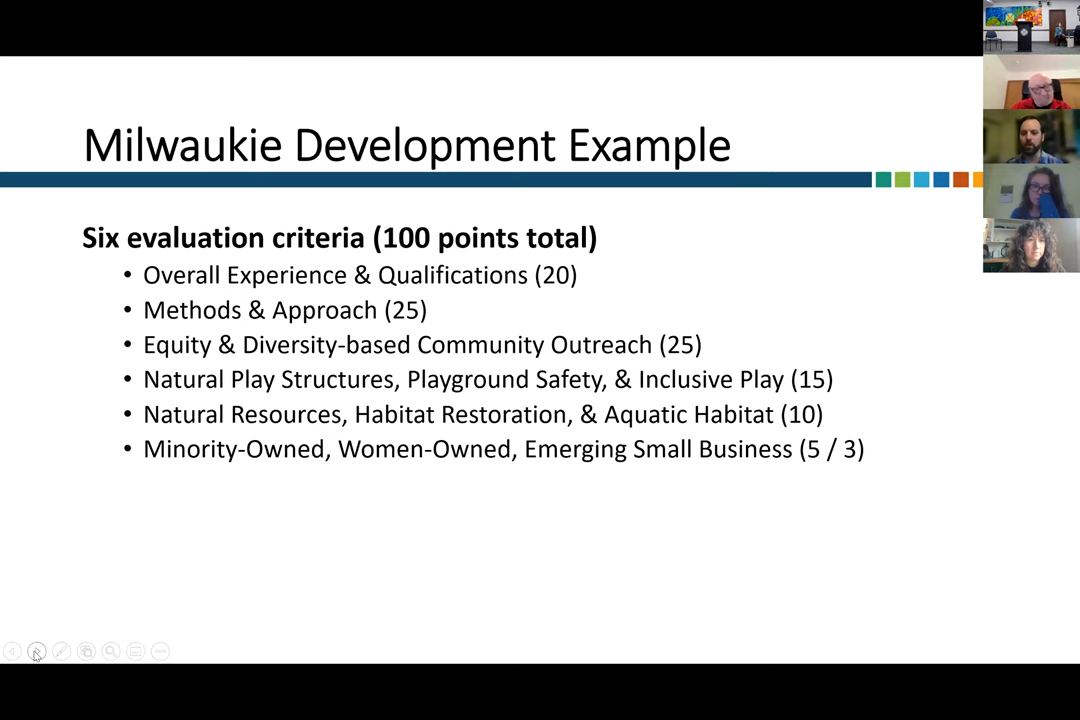 Milwaukie Development Example
Six evaluation criteria (100 points total)
• Overall Experience & Qualifications (20)
• Methods & Approach (25)
• Equity & Diversity-based Community Outreach (25)
• Natural Play Structures, Playground Safety, & Inclusive Play (15)
• Natural Resources, Habitat Restoration, & Aquatic Habitat (10)
• Minority-Owned, Women-Owned, Emerging Small Business (5 / 3)